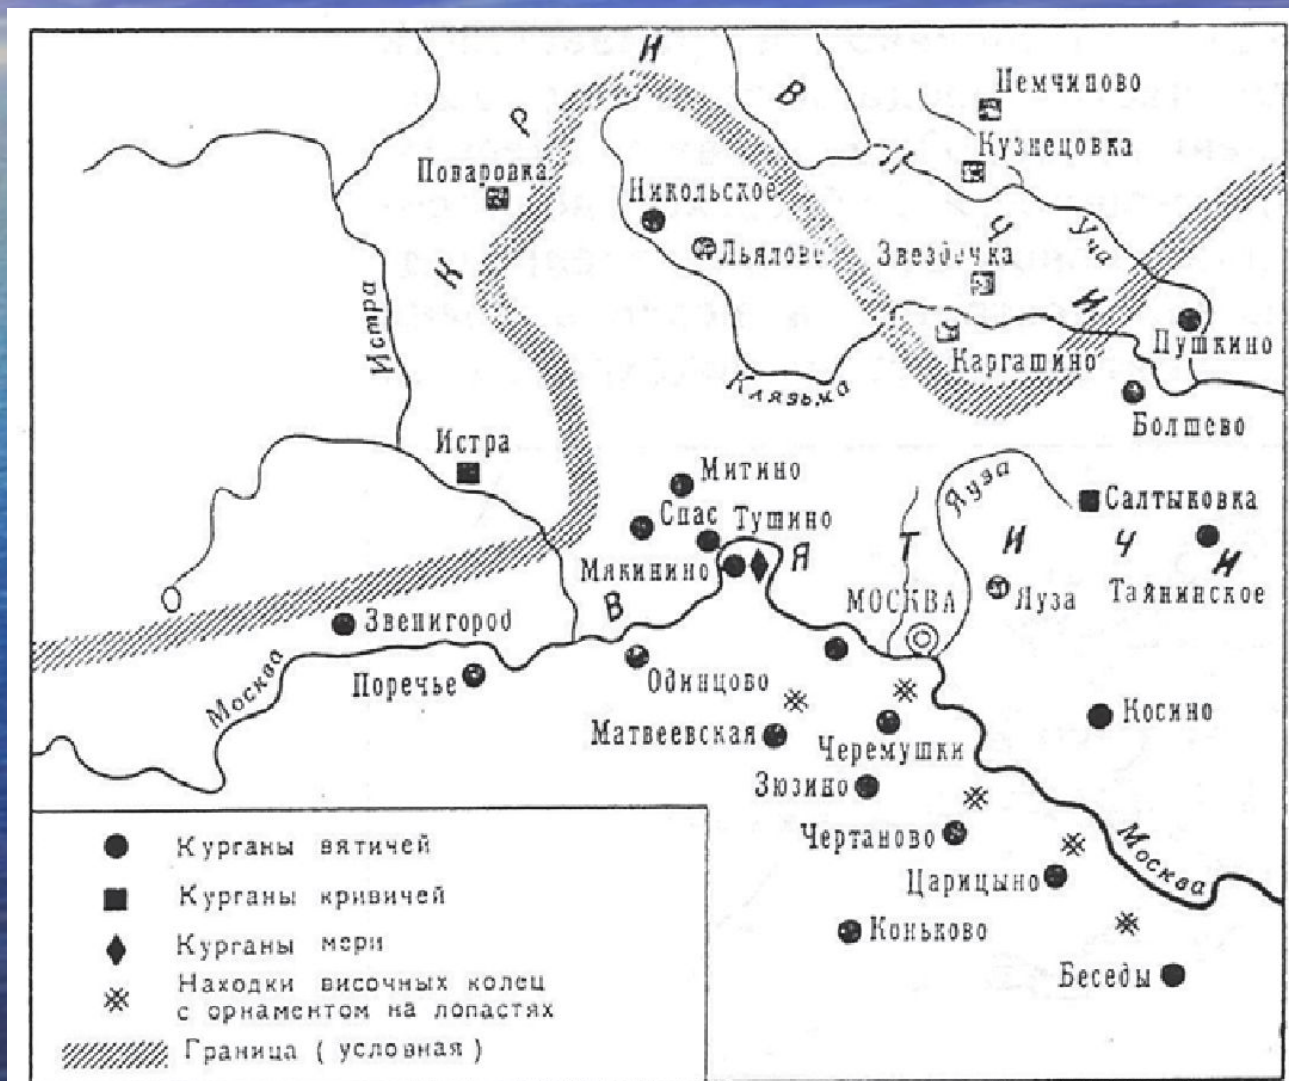 И
В
Немчиново
Р
Кузнецовка
Поваровка
Никольское
Ч
Уча
Льялове
Звездочка
К
Истра
И
Пушкино
Каргашино
Клязьма
Болшево
Истра
Митино
Яуза
Салтыковка
Спас
Тушино
Т
И
Ч
И
Мякинино
Я
В
МОСКВА
Яуза
Тайнинское
Звенигород
Москва
Поречье
Одинцово
Косино
Матвеевская
Черемушки
Зюзино
Чертаново
Москва
Царицыно
Коньково
Беседы
Курганы вятичей
Курганы кривичей
Курганы мери
Находки височных колец
с орнаментом на лопастях
Граница ( условная )